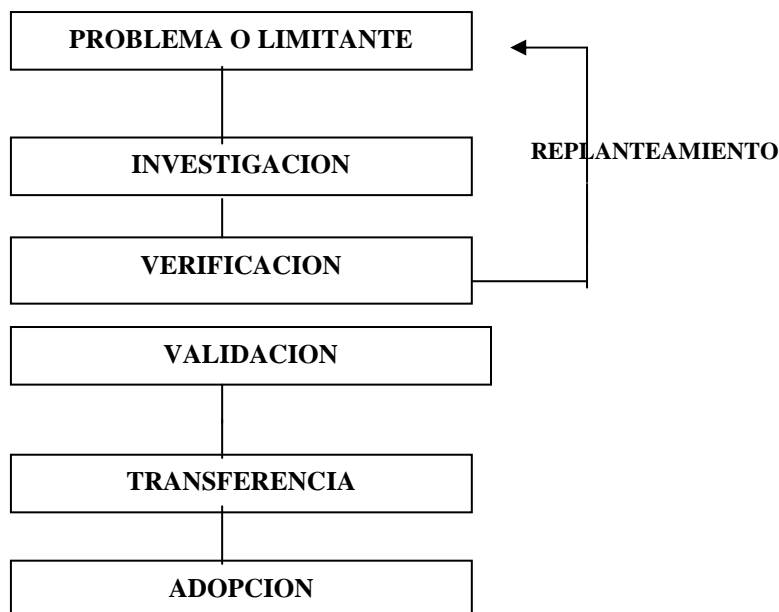 PROBLEMA O LIMITANTE
REPLANTEAMIENTO
INVESTIGACION
VERIFICACION
VALIDACION
TRANSFERENCIA
ADOPCION